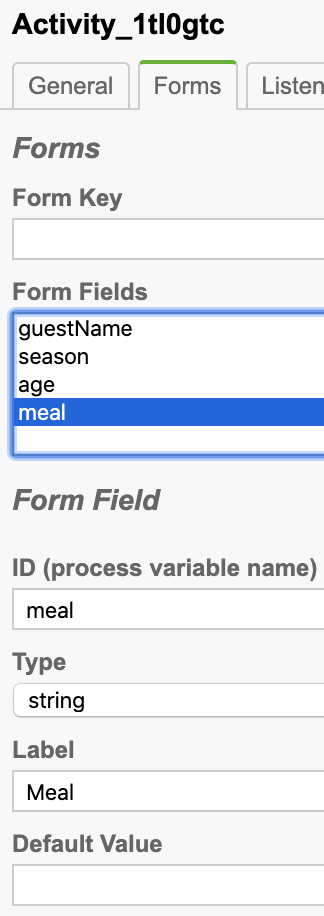 Activity_1tl0gtc
General Forms Listen
Forms
Form Key
Form Fields
guestName
season
age
meal
Form Field
ID (process variable name)
meal
Type
string
Label
Meal
Default Value